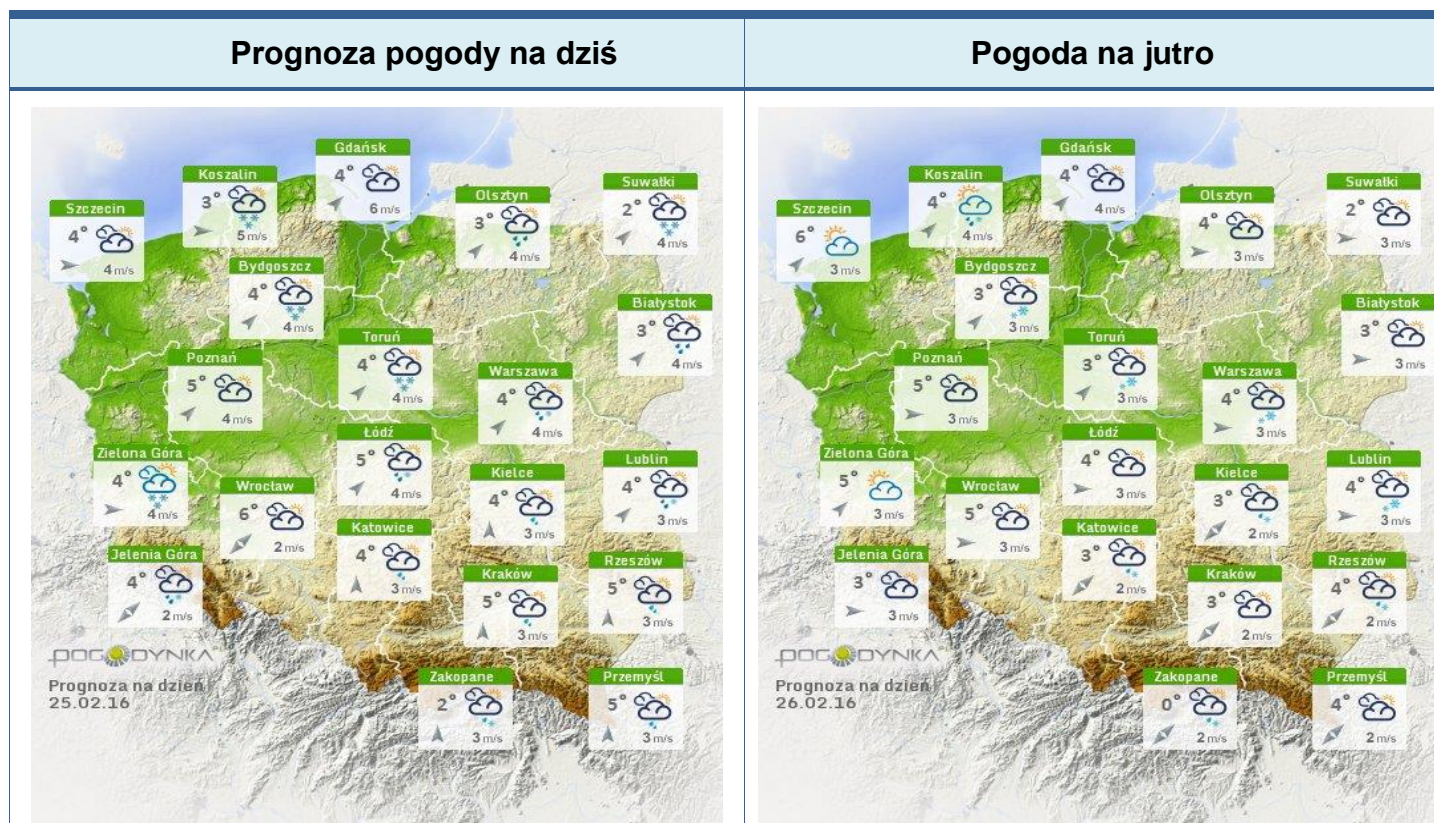 Prognoza pogody na dziś
Pogoda na jutro
Gdańsk
4°
6 m/s
Koszalin
3°
5 m/s
Szczecin
4°
4 m/s
Olsztyn
3°
4 m/s
Suwałki
2°
4 m/s
Bydgoszcz
4°
4 m/s
Białystok
3°
4 m/s
Toruń
4°
4 m/s
Poznań
5°
4 m/s
Warszawa
4°
4 m/s
Łódź
5°
4 m/s
Zielona Góra
4°
4 m/s
Wrocław
6°
2 m/s
Kielce
4°
3 m/s
Lublin
4°
3 m/s
Katowice
4°
3 m/s
Jelenia Góra
4°
2 m/s
Kraków
5°
3 m/s
Rzeszów
5°
3 m/s
Zakopane
2°
3 m/s
Przemyśl
5°
3 m/s
POGODYNKA
Prognoza na dzień
25.02.16
Gdańsk
4°
4 m/s
Koszalin
4°
4 m/s
Szczecin
6°
3 m/s
Olsztyn
4°
3 m/s
Suwałki
2°
3 m/s
Bydgoszcz
3°
3 m/s
Białystok
3°
3 m/s
Toruń
3°
3 m/s
Poznań
5°
3 m/s
Warszawa
4°
3 m/s
Łódź
4°
3 m/s
Zielona Góra
5°
3 m/s
Wrocław
5°
3 m/s
Kielce
3°
2 m/s
Lublin
4°
3 m/s
Katowice
3°
2 m/s
Jelenia Góra
3°
3 m/s
Kraków
3°
2 m/s
Rzeszów
4°
2 m/s
Zakopane
0°
2 m/s
Przemyśl
4°
2 m/s
POGODYNKA
Prognoza na dzień
26.02.16